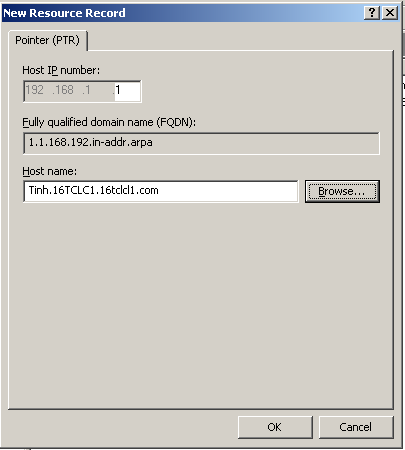 New Resource Record
Pointer (PTR)
Host IP number:
192 .168 .1 .1
Fully qualified domain name (FQDN):
1.1.168.192.in-addr.arpa
Host name:
Tinh.16TCLC1.16tclcl1.com
Browse...
OK
Cancel